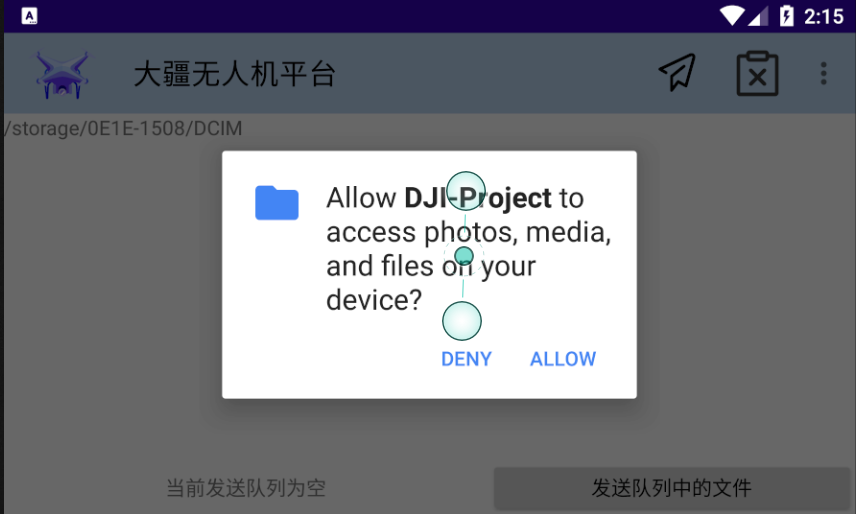 A
2:15
大疆无人机平台
/storage/0E1E-1508/DCIM
Allow DJI-Project to
access photos, media,
and files on your
device?
DENY ALLOW
当前发送队列为空 发送队列中的文件